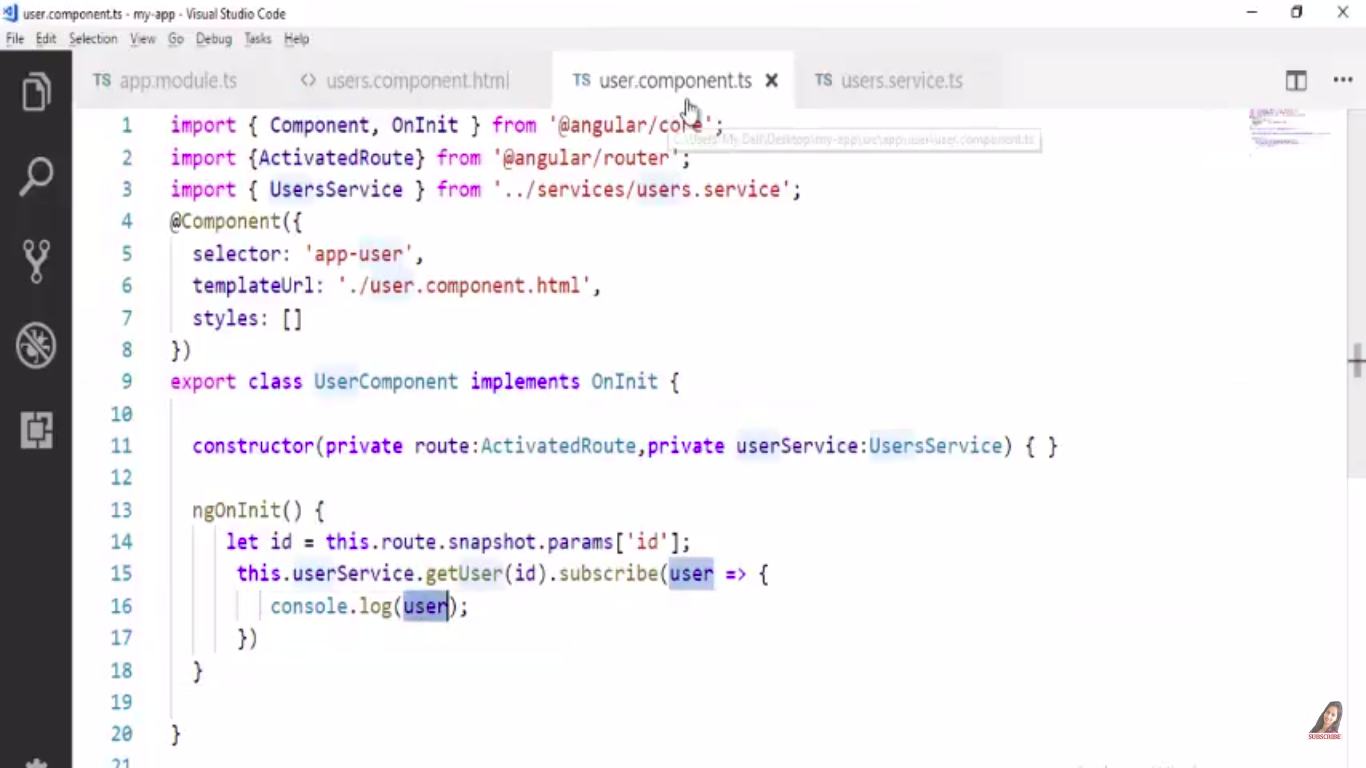 user.component.ts - my-app - Visual Studio Code
File Edit Selection View Go Debug Tasks Help
TS app.module.ts <> users.component.html TS user.component.ts × TS users.service.ts
1 import { Component, OnInit } from '@angular/core';
C:\Users\My Dell\Desktop\my-app\src\app\user\user.component.ts
2 import {ActivatedRoute} from '@angular/router';
3 import { UsersService } from '../services/users.service';
4 @Component({
5 selector: 'app-user',
6 templateUrl: './user.component.html',
7 styles: []
8 })
9 export class UserComponent implements OnInit {
10
11 constructor(private route:ActivatedRoute,private userService:UsersService) { }
12
13 ngOnInit() {
14 let id = this.route.snapshot.params['id'];
15 this.userService.getUser(id).subscribe(user => {
16 console.log(user);
17 })
18 }
19
20 }
21
SUBSCRIBE